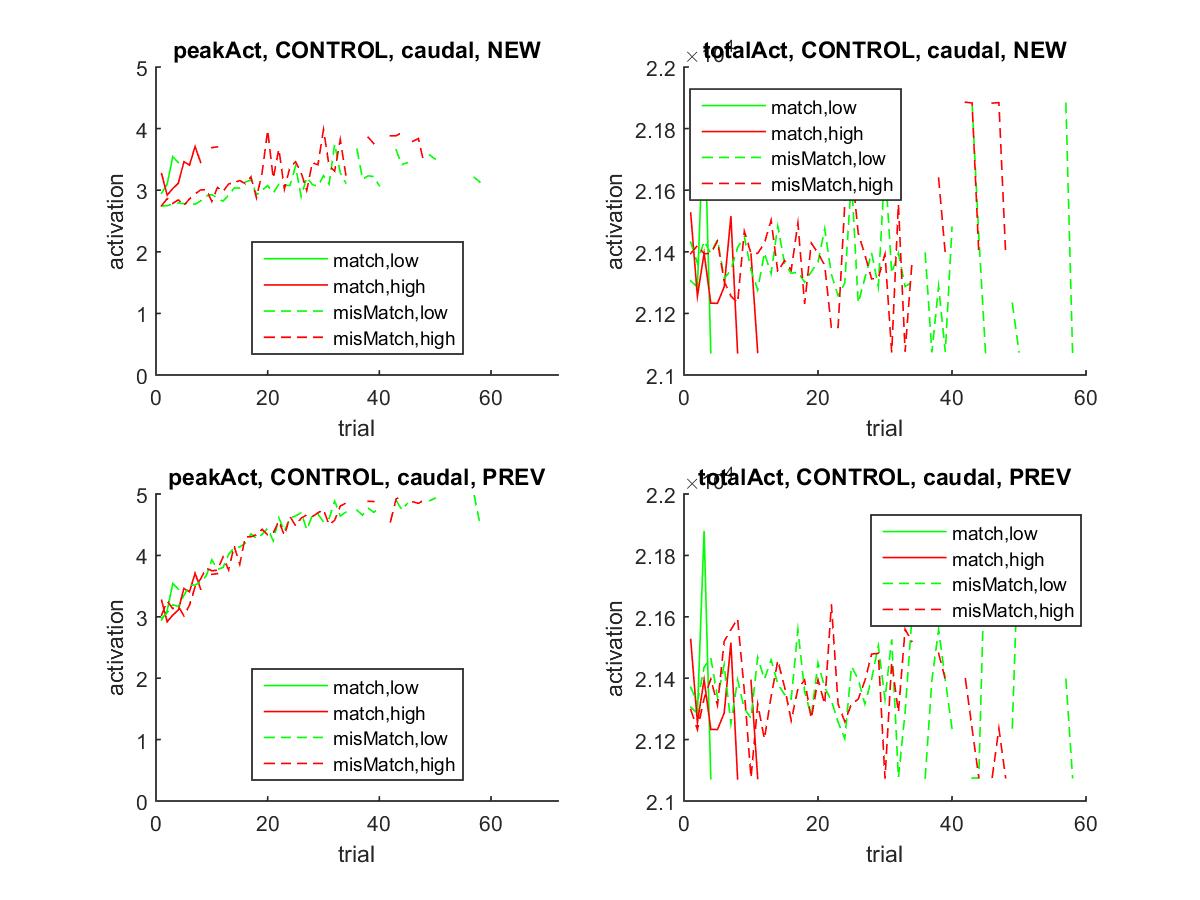 peakAct, CONTROL, caudal, NEW
5
4
3
2
1
0
activation
match,low
match,high
misMatch,low
misMatch,high
0 20 40 60
trial
totalAct, CONTROL, caudal, NEW
×10⁴
2.2
2.18
2.16
2.14
2.12
2.1
activation
match,low
match,high
misMatch,low
misMatch,high
0 20 40 60
trial
peakAct, CONTROL, caudal, PREV
5
4
3
2
1
0
activation
match,low
match,high
misMatch,low
misMatch,high
0 20 40 60
trial
totalAct, CONTROL, caudal, PREV
×10⁴
2.2
2.18
2.16
2.14
2.12
2.1
activation
match,low
match,high
misMatch,low
misMatch,high
0 20 40 60
trial